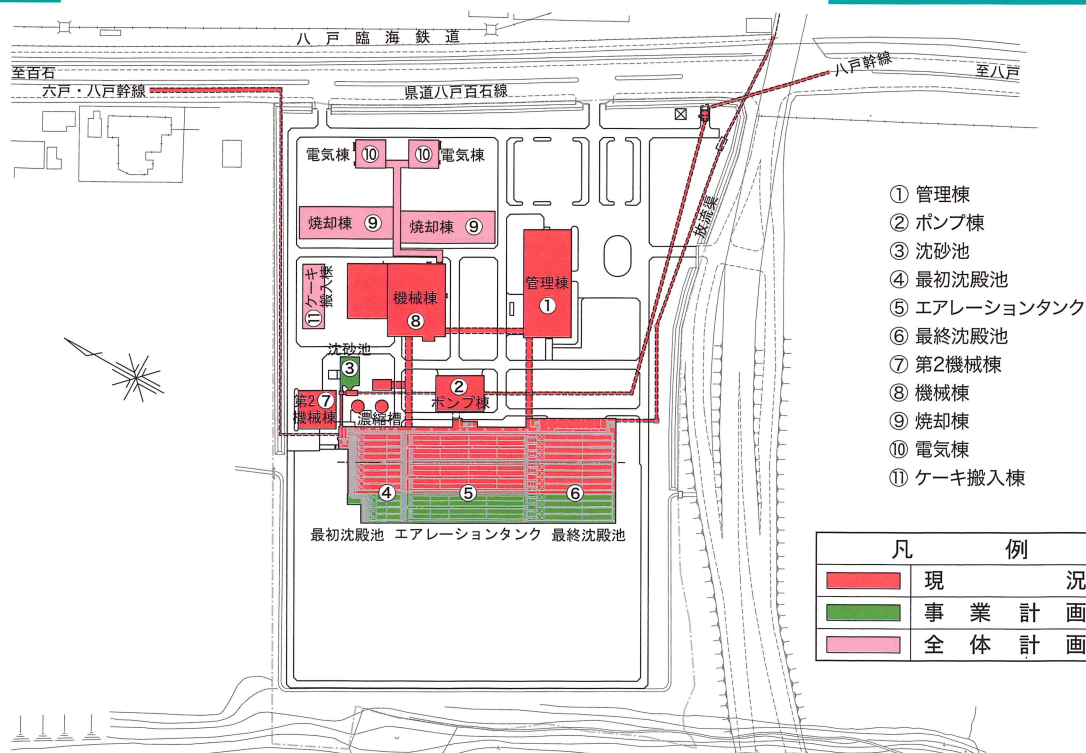 八戸臨海鉄道
至百石
六戸・八戸幹線
県道八戸百石線
八戸幹線
至八戸
電気棟 ⑩
⑩ 電気棟
放流渠
焼却棟 ⑨
焼却棟 ⑨
⑪ ケーキ搬入棟
機械棟
⑧
管理棟
①
沈砂池
③
②
ポンプ棟
第2 ⑦
機械棟
濃縮槽
④
⑤
⑥
最初沈殿池 エアレーションタンク 最終沈殿池
① 管理棟
② ポンプ棟
③ 沈砂池
④ 最初沈殿池
⑤ エアレーションタンク
⑥ 最終沈殿池
⑦ 第2機械棟
⑧ 機械棟
⑨ 焼却棟
⑩ 電気棟
⑪ ケーキ搬入棟
凡例
現況
事業計画
全体計画